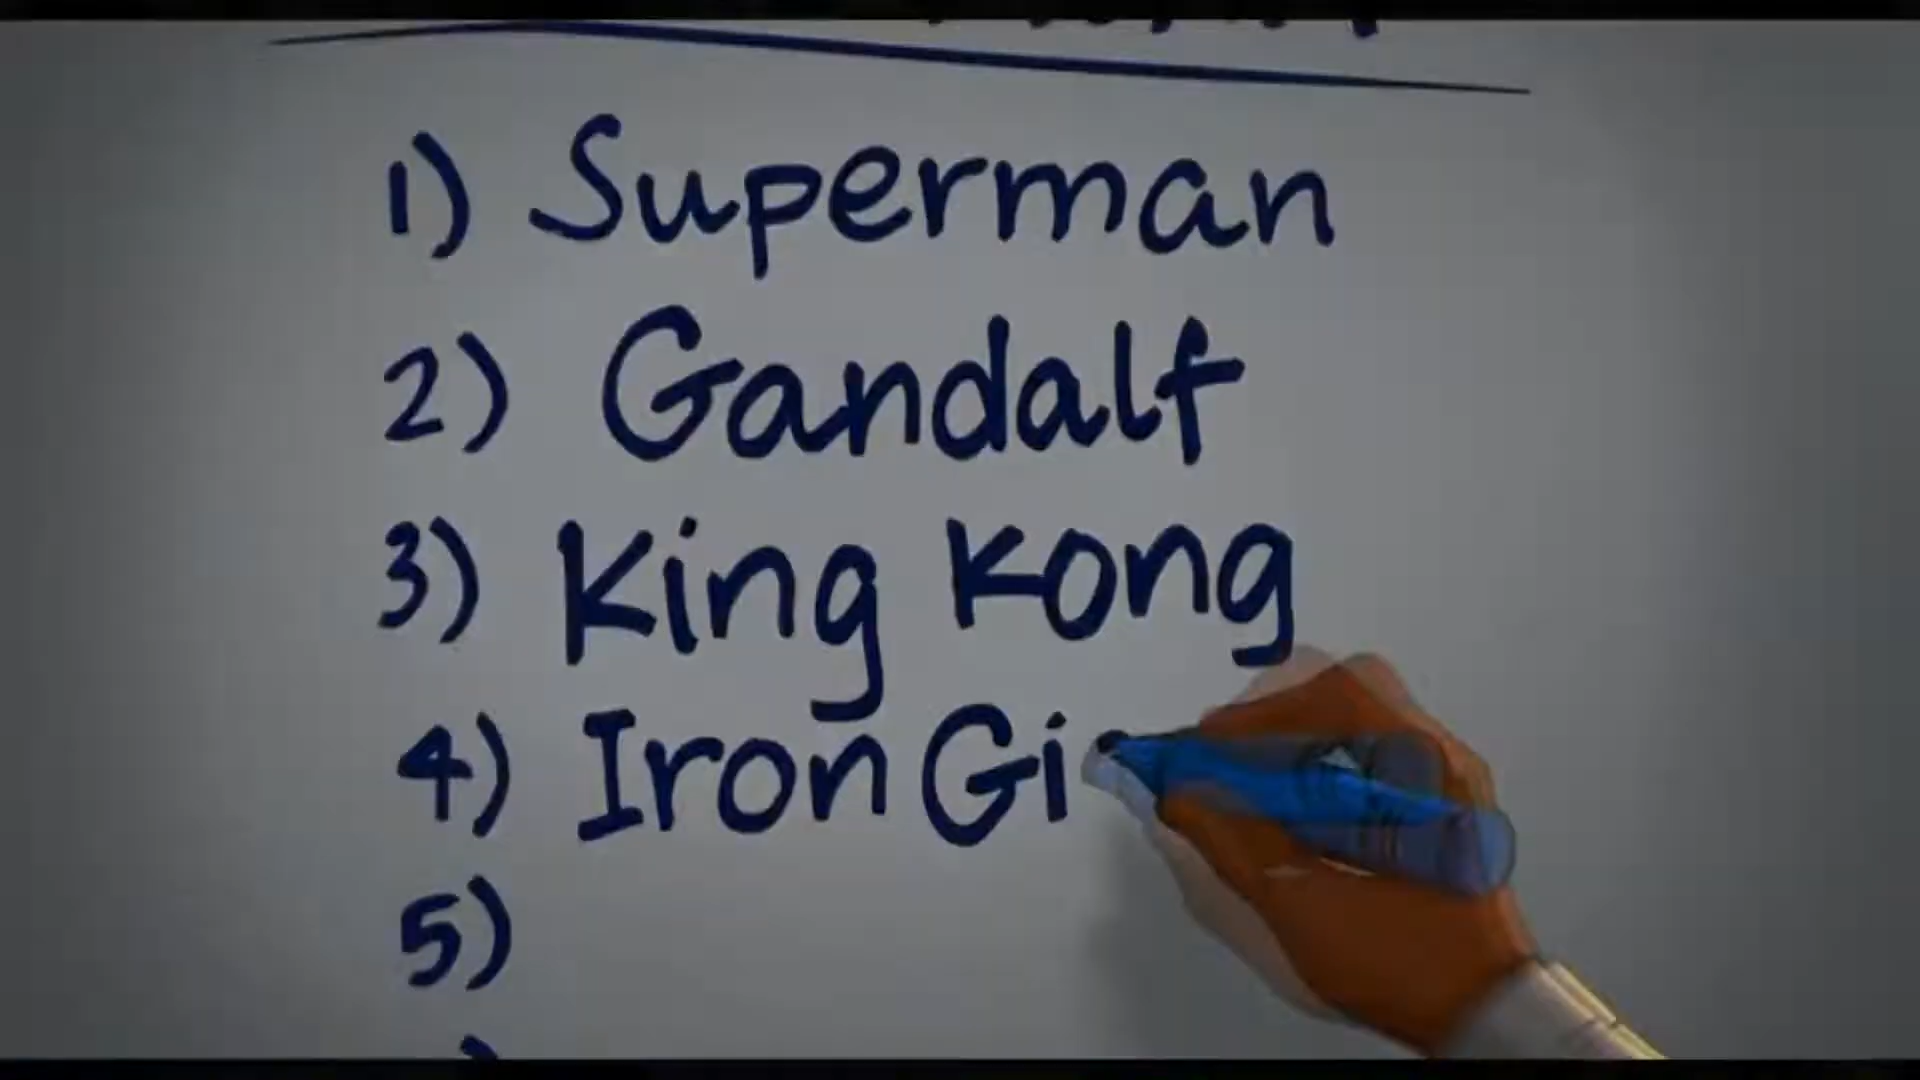 1) Superman
2) Gandalf
3) King Kong
4) Iron Gi
5)